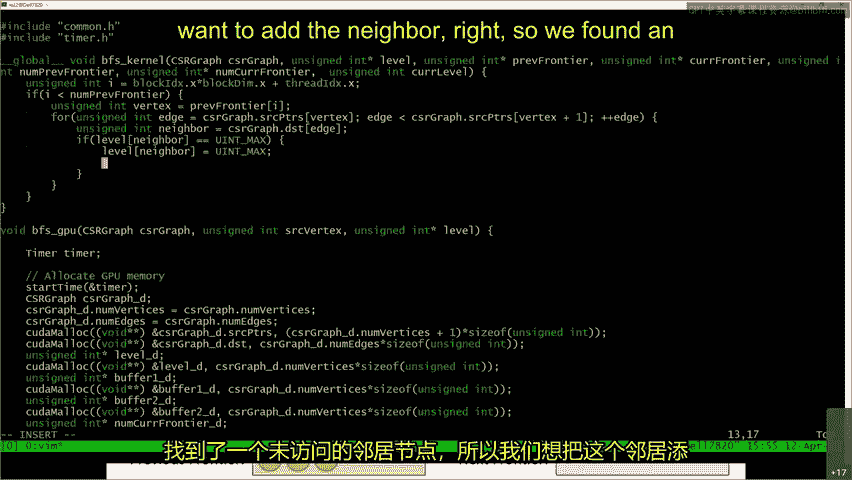 want to add the neighbor, right, so we found an
#include "common.h"
#include "timer.h"
__global__ void bfs_kernel(CSRGraph csrGraph, unsigned int* level, unsigned int* prevFrontier, unsigned int* currFrontier, unsigned i
nt numPrevFrontier, unsigned int* numCurrFrontier,  unsigned int currLevel) {
unsigned int i = blockIdx.x*blockDim.x + threadIdx.x;
if(i < numPrevFrontier) {
unsigned int vertex = prevFrontier[i];
for(unsigned int edge = csrGraph.srcPtrs[vertex]; edge < csrGraph.srcPtrs[vertex + 1]; ++edge) {
unsigned int neighbor = csrGraph.dst[edge];
if(level[neighbor] == UINT_MAX) {
level[neighbor] = UINT_MAX;
}
}
}
}
void bfs_gpu(CSRGraph csrGraph, unsigned int srcVertex, unsigned int* level) {
Timer timer;
// Allocate GPU memory
startTime(&timer);
CSRGraph csrGraph_d;
csrGraph_d.numVertices = csrGraph.numVertices;
csrGraph_d.numEdges = csrGraph.numEdges;
cudaMalloc((void**) &csrGraph_d.srcPtrs, (csrGraph_d.numVertices + 1)*sizeof(unsigned int));
cudaMalloc((void**) &csrGraph_d.dst, csrGraph_d.numEdges*sizeof(unsigned int));
unsigned int* level_d;
cudaMalloc((void**) &level_d, csrGraph_d.numVertices*sizeof(unsigned int));
unsigned int* buffer1_d;
cudaMalloc((void**) &buffer1_d, csrGraph_d.numVertices*sizeof(unsigned int));
unsigned int* buffer2_d;
cudaMalloc((void**) &buffer2_d, csrGraph_d.numVertices*sizeof(unsigned int));
unsigned int* numCurrFrontier_d;
-- INSERT --
13,17
[0] 0:vim*
15:55 12-Apr-
找到了一个未访问的邻居节点，所以我们想把这个邻居添
+17